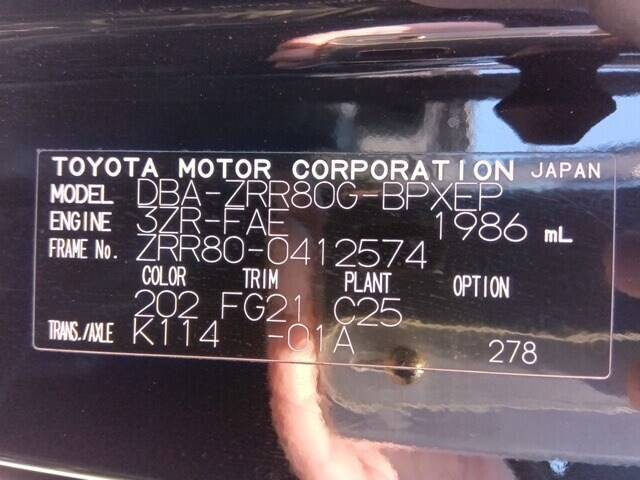 TOYOTA MOTOR CORPORATION JAPAN
MODEL DBA-ZRR80G-BPXEP
ENGINE 3ZR-FAE 1986 mL
FRAME No. ZRR80-0412574
COLOR TRIM PLANT OPTION
202 FG21 C25
TRANS./AXLE K114 -01A
278